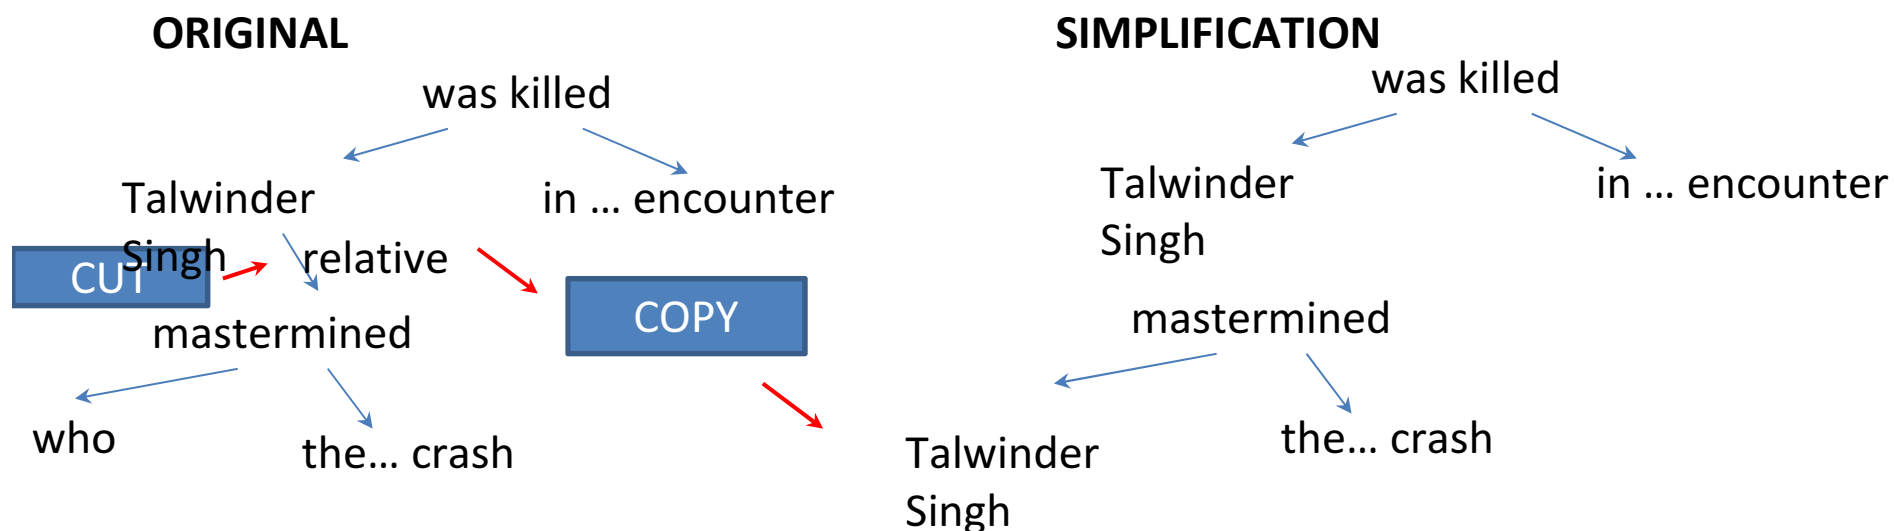 ORIGINAL
SIMPLIFICATION
was killed
Talwinder
Singh
in ... encounter
CUT
relative
COPY
mastermined
who
the... crash
was killed
Talwinder
Singh
in ... encounter
mastermined
Talwinder
Singh
the... crash